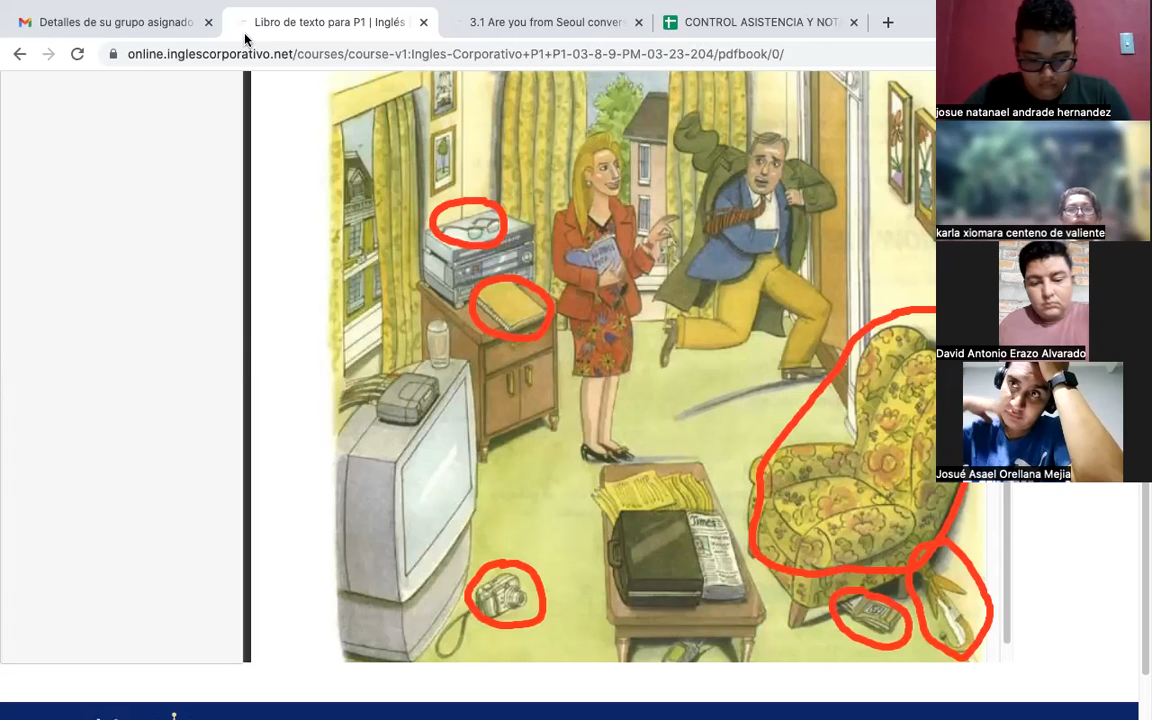 Detalles de su grupo asignado
Libro de texto para P1 | Inglés
3.1 Are you from Seoul conver
CONTROL ASISTENCIA Y NOT
online.inglescorporativo.net/courses/course-v1:Ingles-Corporativo+P1+P1-03-8-9-PM-03-23-204/pdfbook/0/
josue natanael andrade hernandez
karla xiomara centeno de valiente
David Antonio Erazo Alvarado
Josué Asael Orellana Mejia
Times